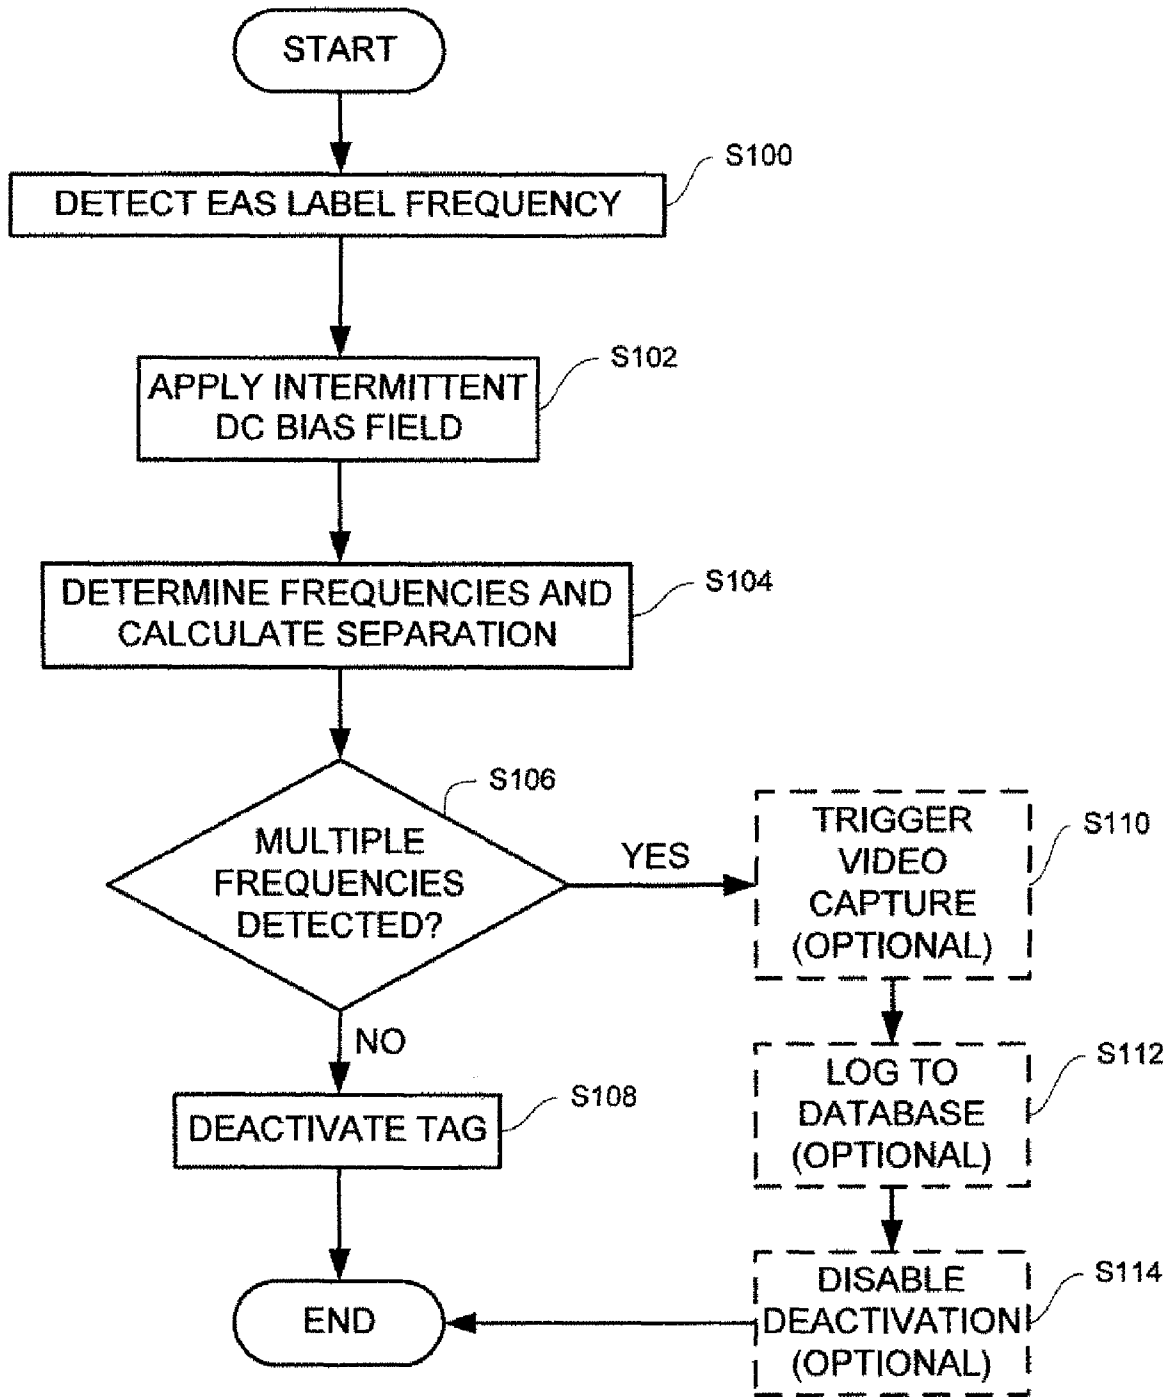 START
S100
DETECT EAS LABEL FREQUENCY
S102
APPLY INTERMITTENT
DC BIAS FIELD
S104
DETERMINE FREQUENCIES AND
CALCULATE SEPARATION
S106
MULTIPLE
FREQUENCIES
DETECTED?
YES
S110
TRIGGER
VIDEO
CAPTURE
(OPTIONAL)
NO
S108
DEACTIVATE TAG
S112
LOG TO
DATABASE
(OPTIONAL)
S114
DISABLE
DEACTIVATION
(OPTIONAL)
END